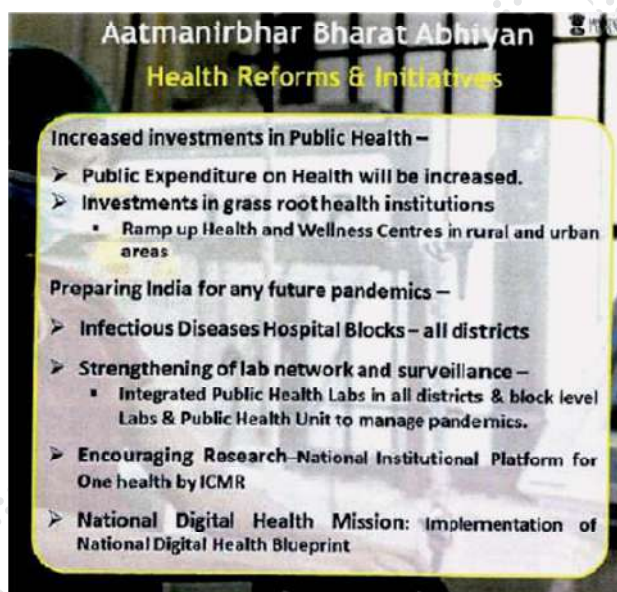 Aatmanirbhar Bharat Abhiyan
Health Reforms & Initiatives
Increased investments in Public Health –
➢ Public Expenditure on Health will be increased.
➢ Investments in grass root health institutions
▪ Ramp up Health and Wellness Centres in rural and urban
areas
Preparing India for any future pandemics –
➢ Infectious Diseases Hospital Blocks – all districts
➢ Strengthening of lab network and surveillance –
▪ Integrated Public Health Labs in all districts & block level
Labs & Public Health Unit to manage pandemics.
➢ Encouraging Research–National Institutional Platform for
One health by ICMR
➢ National Digital Health Mission: Implementation of
National Digital Health Blueprint